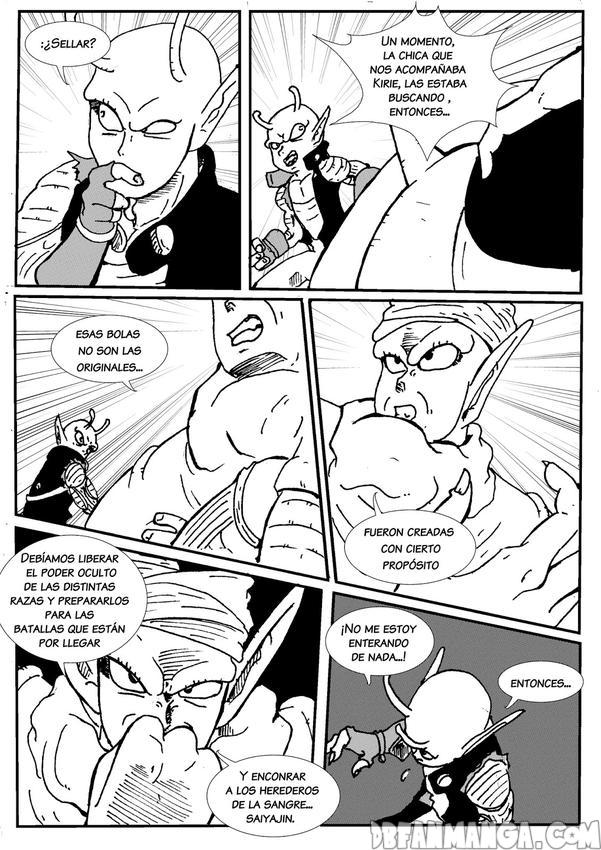 :¿Sellar?
Un momento,
la chica que
nos acompañaba
Kirie, las estaba
buscando ,
entonces...
Esas bolas
no son las
originales...
Fueron creadas
con cierto
propósito
Debíamos liberar
el poder oculto
de las distintas
razas y prepararlos
para las
batallas que están
por llegar
Y enconrar
a los herederos
de la sangre...
saiyajin.
¡No me estoy
enterando
de nada...!
Entonces...
DBFANMANGA.COM